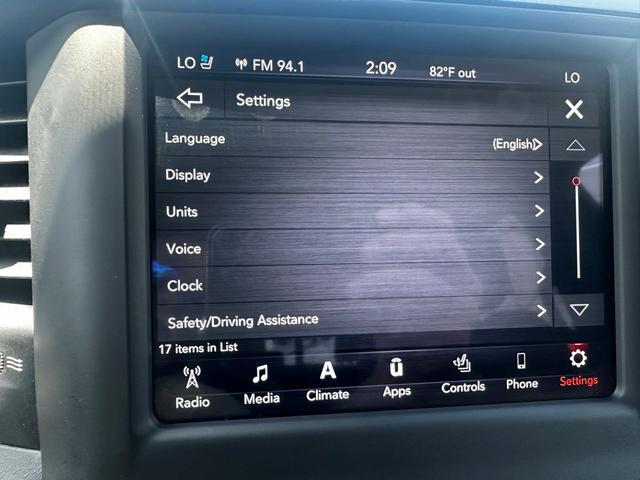 LO FM 94.1 2:09 82°F out LO
Settings
Language (English)
Display
Units
Voice
Clock
Safety/Driving Assistance
17 items in List
Radio Media Climate Apps Controls Phone Settings